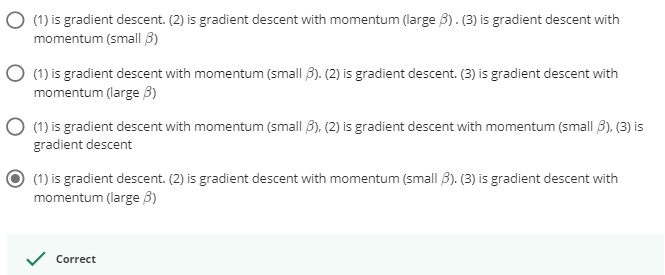 (1) is gradient descent. (2) is gradient descent with momentum (large β) . (3) is gradient descent with
momentum (small β)
(1) is gradient descent with momentum (small β). (2) is gradient descent. (3) is gradient descent with
momentum (large β)
(1) is gradient descent with momentum (small β), (2) is gradient descent with momentum (small β), (3) is
gradient descent
(1) is gradient descent. (2) is gradient descent with momentum (small β). (3) is gradient descent with
momentum (large β)
Correct